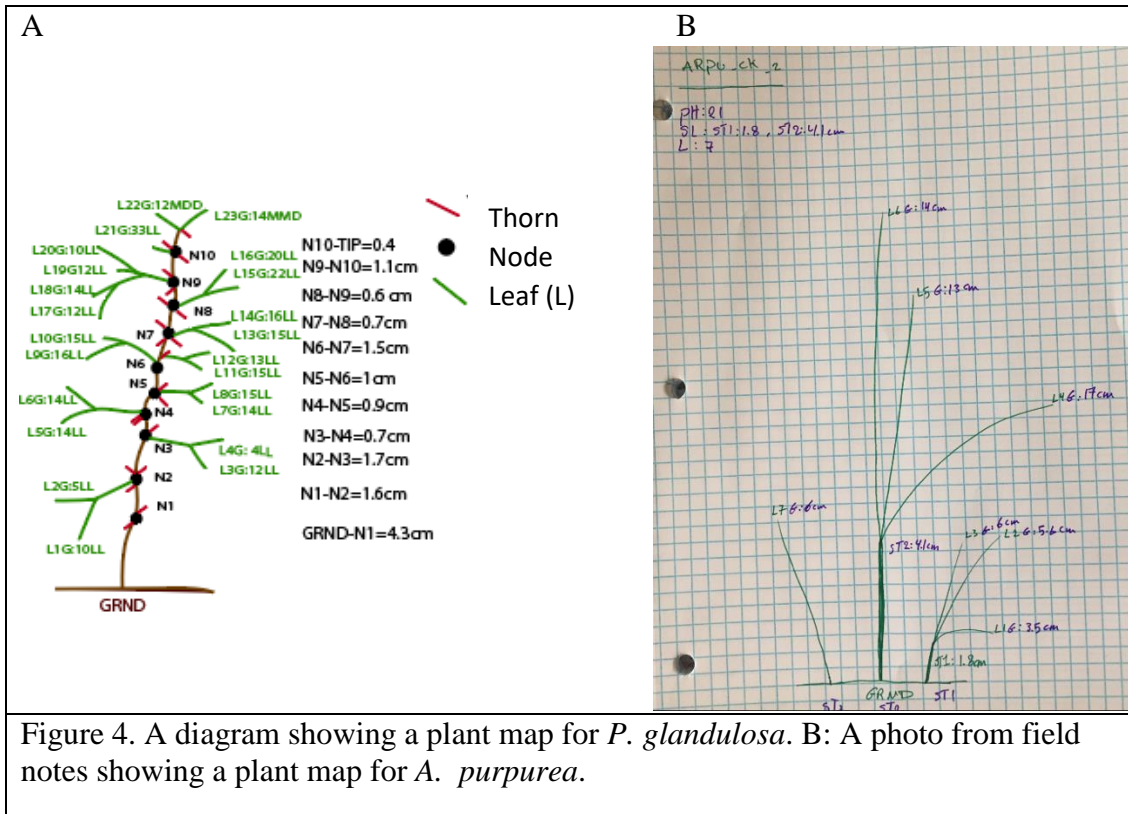 A
B
L22G:12MDD
L23G:14MMD
L21G:33LL
L20G:10LL
L19G12LL
L18G:14LL
L17G:12LL
L16G:20LL
L15G:22LL
L14G:16LL
L13G:15LL
L10G:15LL
L9G:16LL
L12G:13LL
L11G:15LL
L8G:15LL
L7G:14LL
L6G:14LL
L5G:14LL
L4G: 4LL
L3G:12LL
L2G:5LL
L1G:10LL
N10
N9
N8
N7
N6
N5
N4
N3
N2
N1
GRND
N10-TIP=0.4
N9-N10=1.1cm
N8-N9=0.6 cm
N7-N8=0.7cm
N6-N7=1.5cm
N5-N6=1cm
N4-N5=0.9cm
N3-N4=0.7cm
N2-N3=1.7cm
N1-N2=1.6cm
GRND-N1=4.3cm
Thorn
Node
Leaf (L)
ARPU_CK_2
PH:21
SL: ST1:1.8, ST2:4.1cm
L: 7
L6G:14cm
L5G:13cm
L4G:17cm
L7G:6cm
L3G:6cm
L2G:5.6cm
ST2:4.1cm
L1G:3.5cm
ST1:1.8cm
GRND
ST1
Figure 4. A diagram showing a plant map for P. glandulosa. B: A photo from field
notes showing a plant map for A. purpurea.